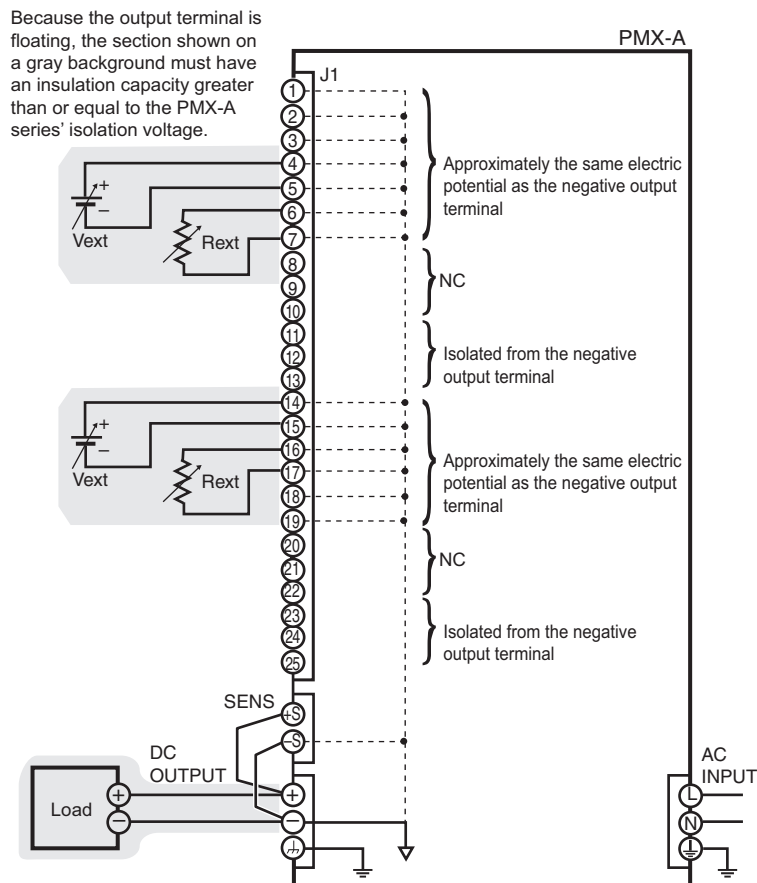 Because the output terminal is
floating, the section shown on
a gray background must have
an insulation capacity greater
than or equal to the PMX-A
series' isolation voltage.
PMX-A
J1
1
2
3
4
5
6
7
8
9
10
11
12
13
14
15
16
17
18
19
20
21
22
23
24
25
+
–
Vext
Rext
Approximately the same electric
potential as the negative output
terminal
NC
Isolated from the negative
output terminal
+
–
Vext
Rext
Approximately the same electric
potential as the negative output
terminal
NC
Isolated from the negative
output terminal
SENS
+S
–S
DC
OUTPUT
Load
+
–
+
–
AC
INPUT
L
N